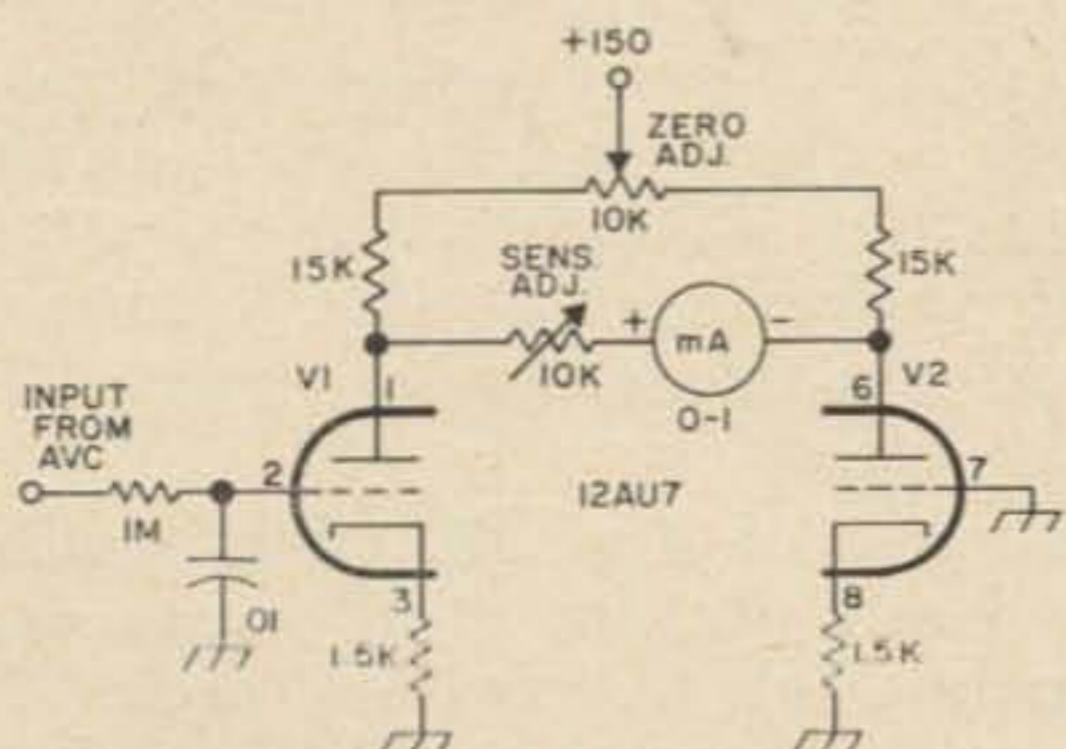 +150
ZERO
ADJ.
10K
15K
SENS.
ADJ.
10K
+
mA
-
0-1
15K
V1
1
6
V2
INPUT
FROM
AVC
2
1M
01
12AU7
7
3
1.5K
8
1.5K